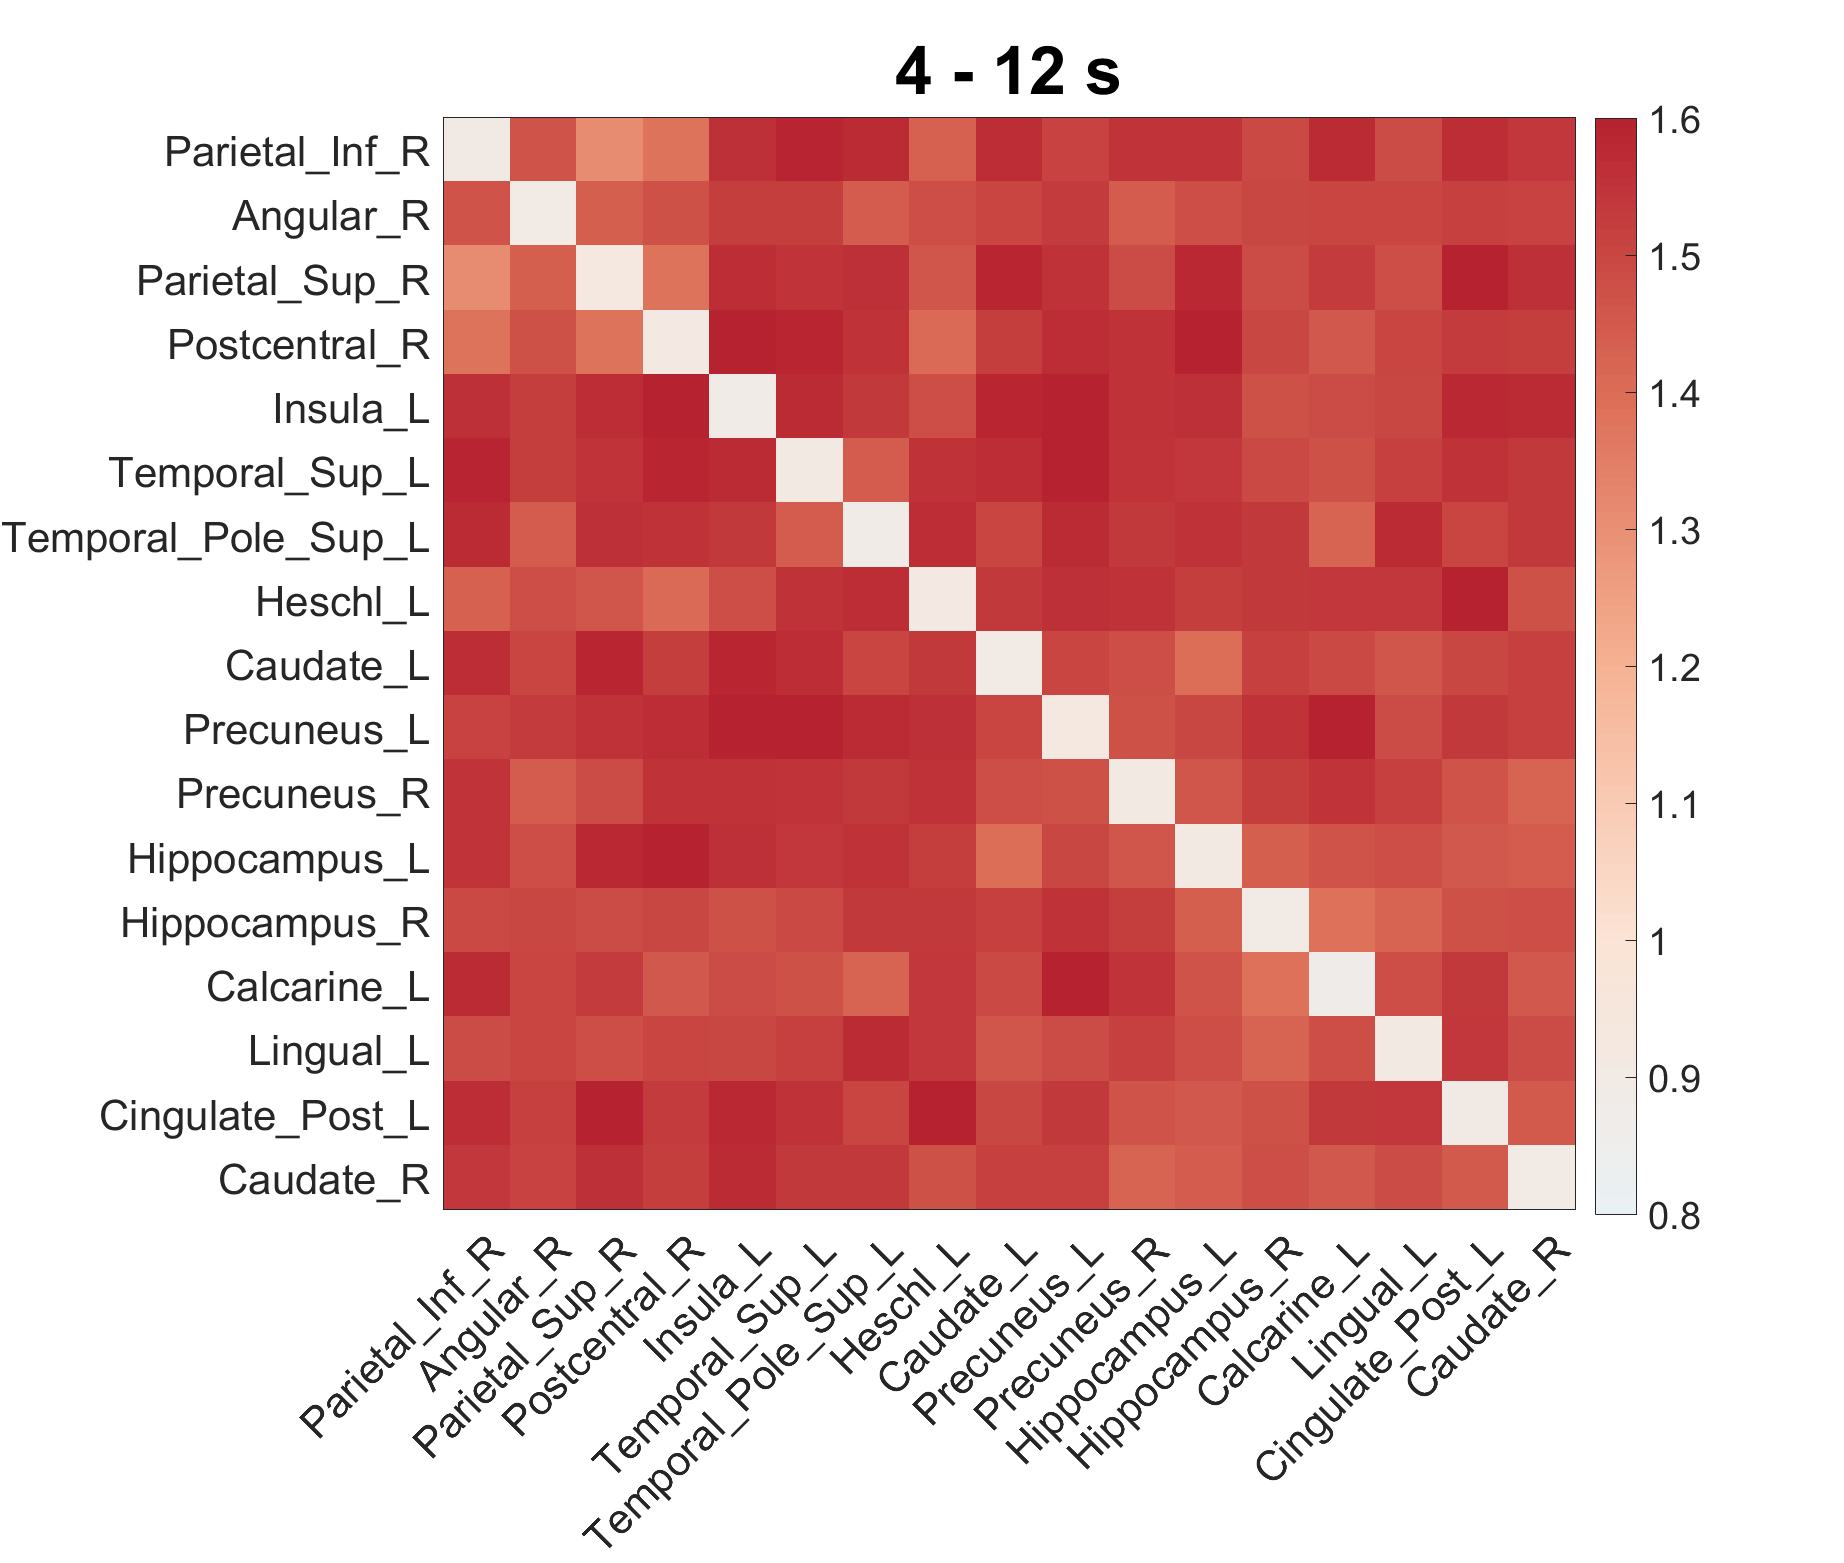 4 - 12 s
Parietal_Inf_R
Angular_R
Parietal_Sup_R
Postcentral_R
Insula_L
Temporal_Sup_L
Temporal_Pole_Sup_L
Heschl_L
Caudate_L
Precuneus_L
Precuneus_R
Hippocampus_L
Hippocampus_R
Calcarine_L
Lingual_L
Cingulate_Post_L
Caudate_R
Parietal_Inf_R
Angular_R
Parietal_Sup_R
Postcentral_R
Insula_L
Temporal_Sup_L
Temporal_Pole_Sup_L
Heschl_L
Caudate_L
Precuneus_L
Precuneus_R
Hippocampus_L
Hippocampus_R
Calcarine_L
Lingual_L
Cingulate_Post_L
Caudate_R
1.6
1.5
1.4
1.3
1.2
1.1
1
0.9
0.8